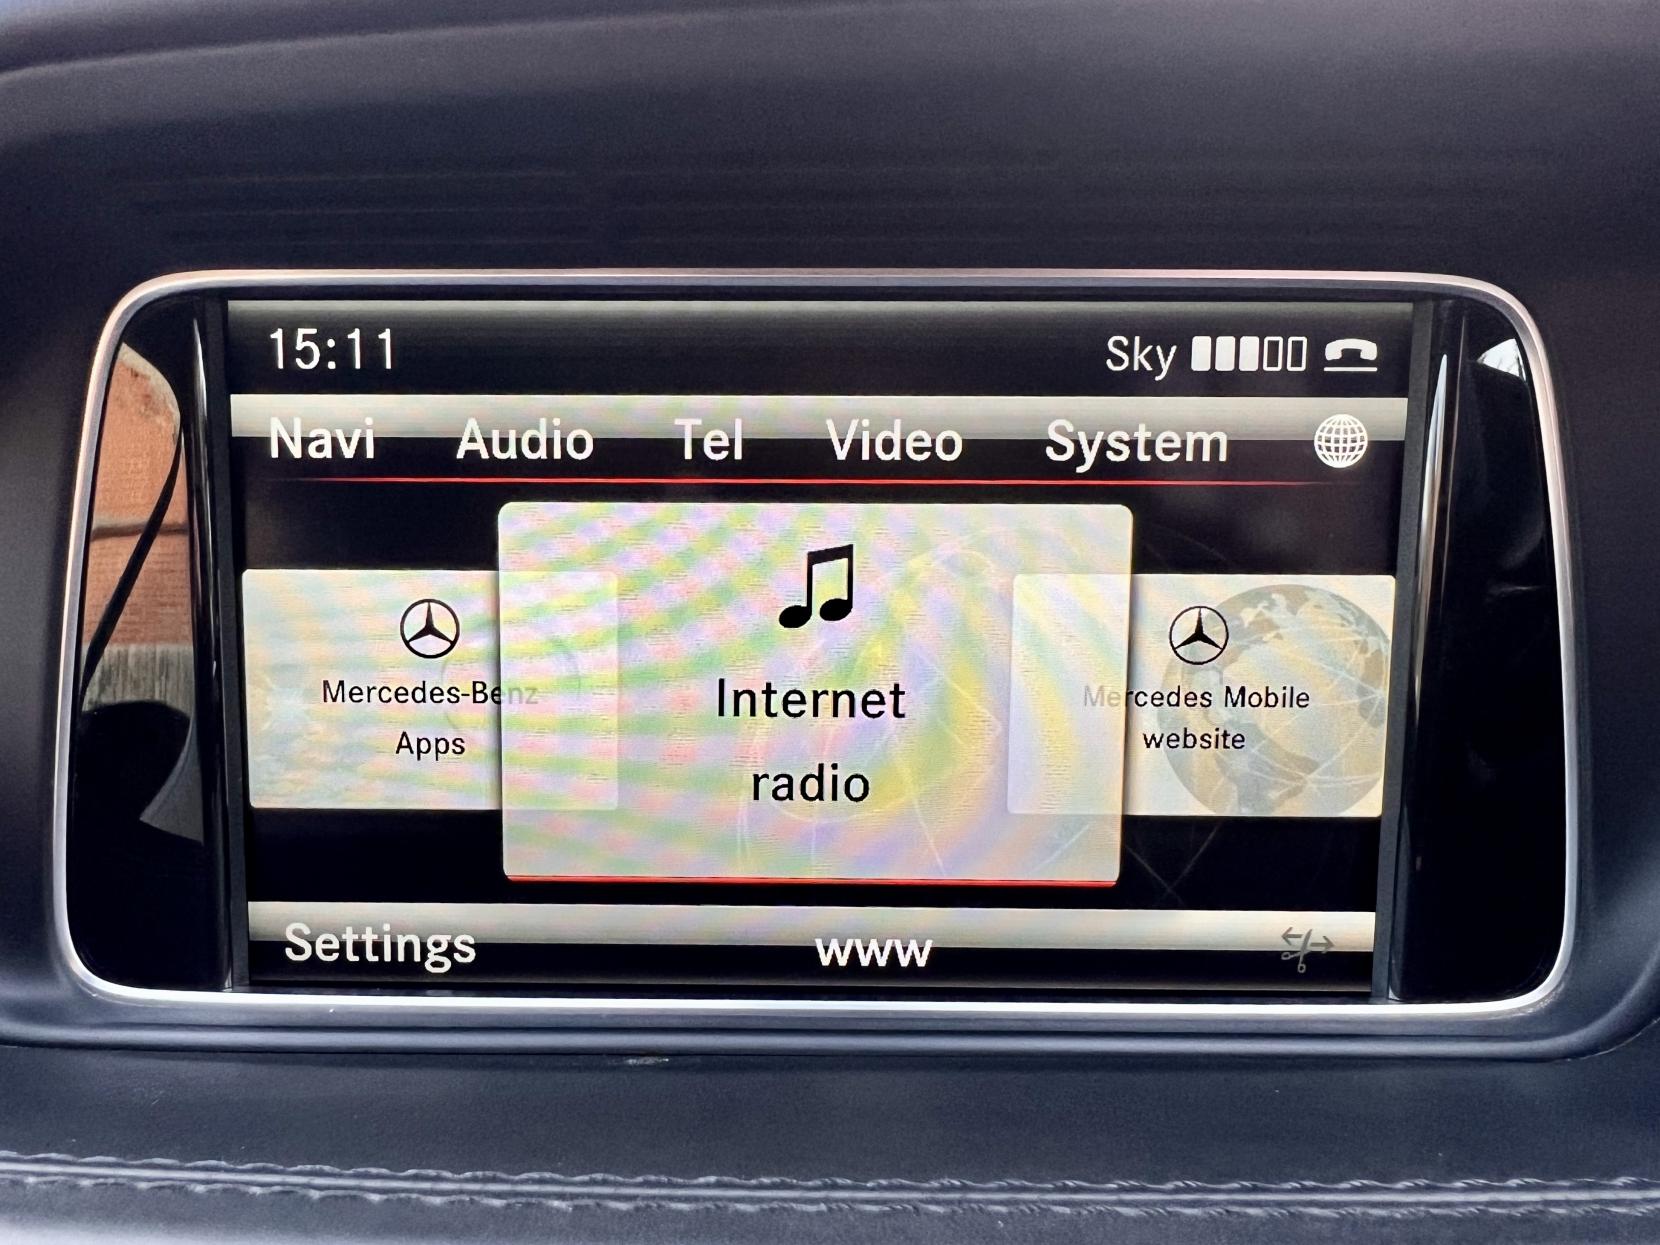 15:11 Sky
Navi Audio Tel Video System
Mercedes-Benz
Apps
Internet
radio
Mercedes Mobile
website
Settings www